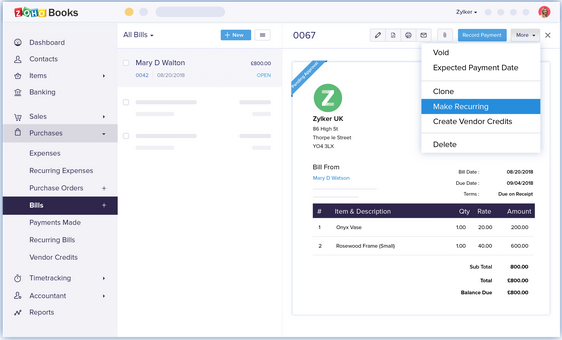 ZOHO Books
Zylker
Dashboard
Contacts
Items
Banking
Sales
Purchases
Expenses
Recurring Expenses
Purchase Orders +
Bills +
Payments Made
Recurring Bills
Vendor Credits
Timetracking
Accountant
Reports
All Bills
+ New
Mary D Walton £800.00
0042 08/20/2018 OPEN
0067
Record Payment
More
Void
Expected Payment Date
Clone
Make Recurring
Create Vendor Credits
Delete
Pending Approval
Z
Zylker UK
86 High St
Thorpe le Street
YO4 3LX
Bill From
Mary D Walston
Bill Date : 08/20/2018
Due Date : 09/04/2018
Terms : Due on Receipt
# Item & Description Qty Rate Amount
1 Onyx Vase 1.00 20.00 200.00
2 Rosewood Frame (Small) 1.00 40.00 600.00
Sub Total 800.00
Total £800.00
Balance Due £800.00